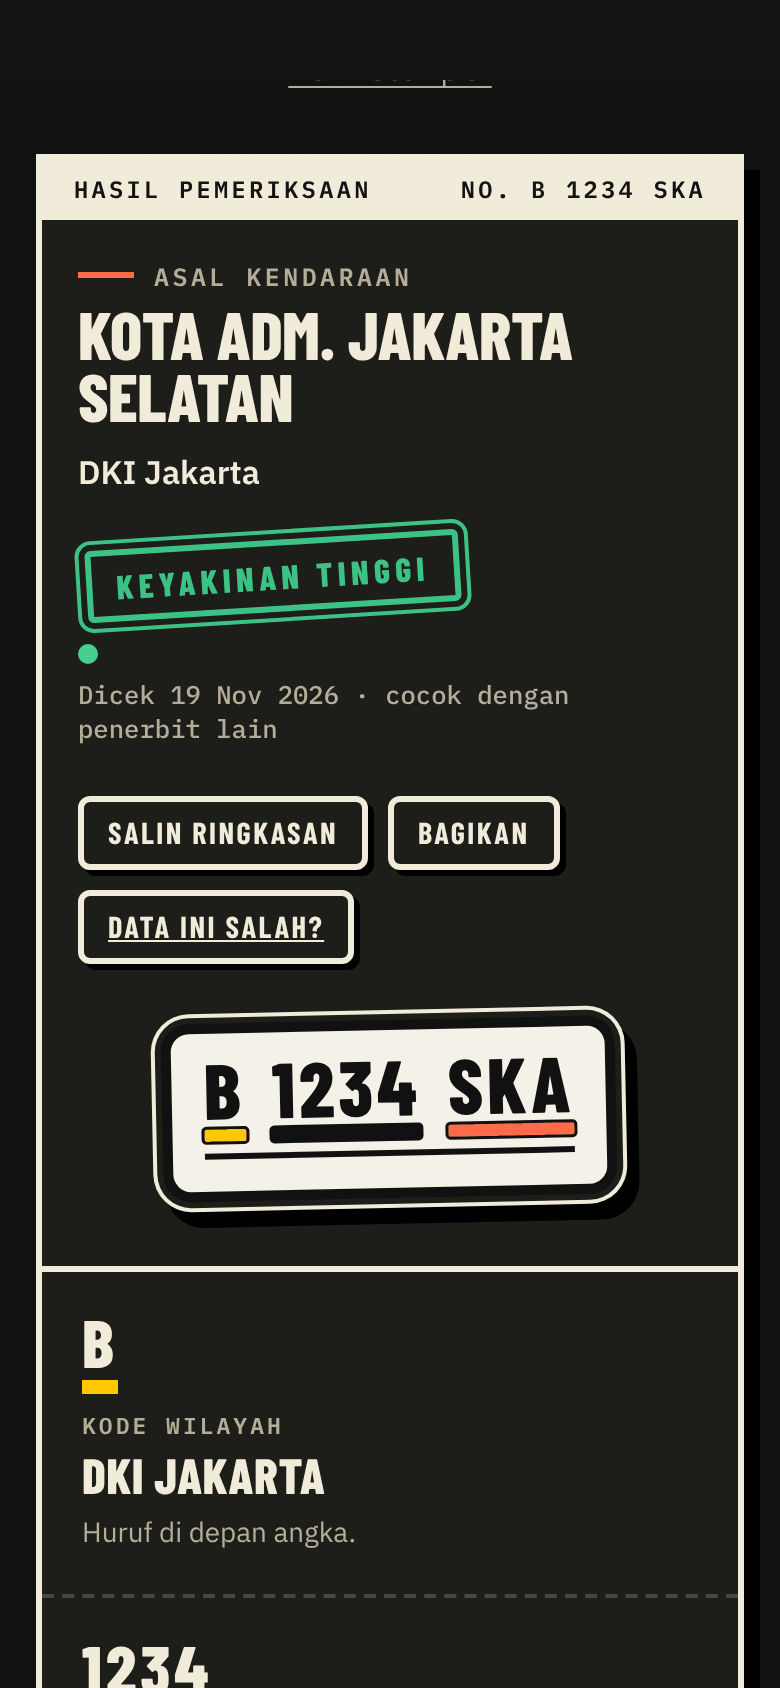 HASIL PEMERIKSAAN NO. B 1234 SKA
ASAL KENDARAAN
KOTA ADM. JAKARTA
SELATAN
DKI Jakarta
KEYAKINAN TINGGI
Dicek 19 Nov 2026 · cocok dengan
penerbit lain
SALIN RINGKASAN BAGIKAN
DATA INI SALAH?
B 1234 SKA
B
KODE WILAYAH
DKI JAKARTA
Huruf di depan angka.
1234